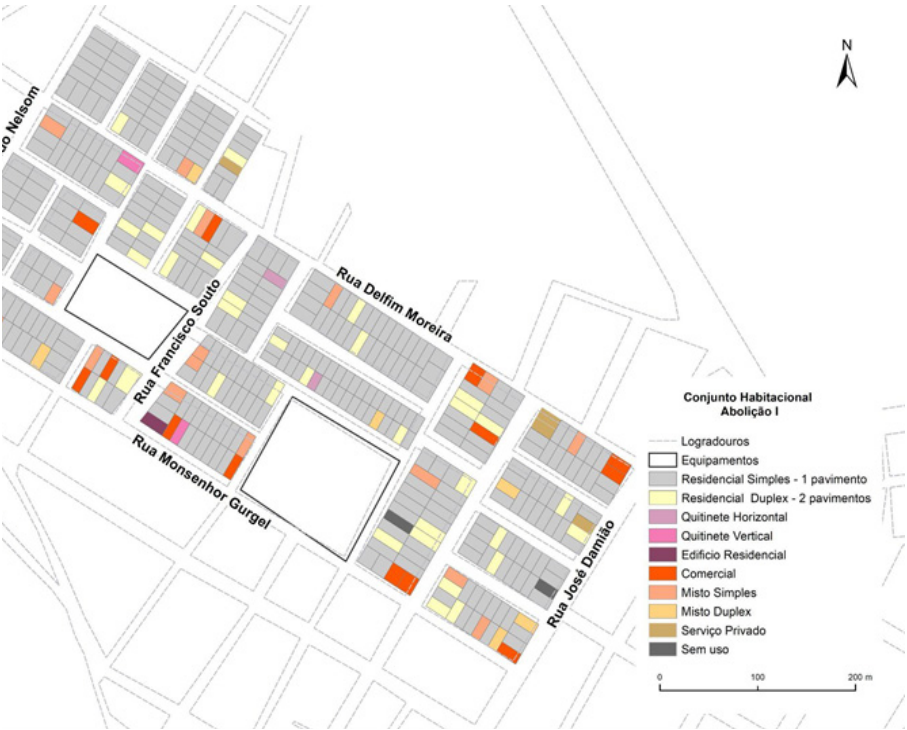 N
do Nelsom
Rua Delfim Moreira
Rua Francisco Souto
Rua Monsenhor Gurgel
Rua José Damião
Conjunto Habitacional
Abolição I
Logradouros
Equipamentos
Residencial Simples - 1 pavimento
Residencial Duplex - 2 pavimentos
Quitinete Horizontal
Quitinete Vertical
Edificio Residencial
Comercial
Misto Simples
Misto Duplex
Serviço Privado
Sem uso
0 100 200 m